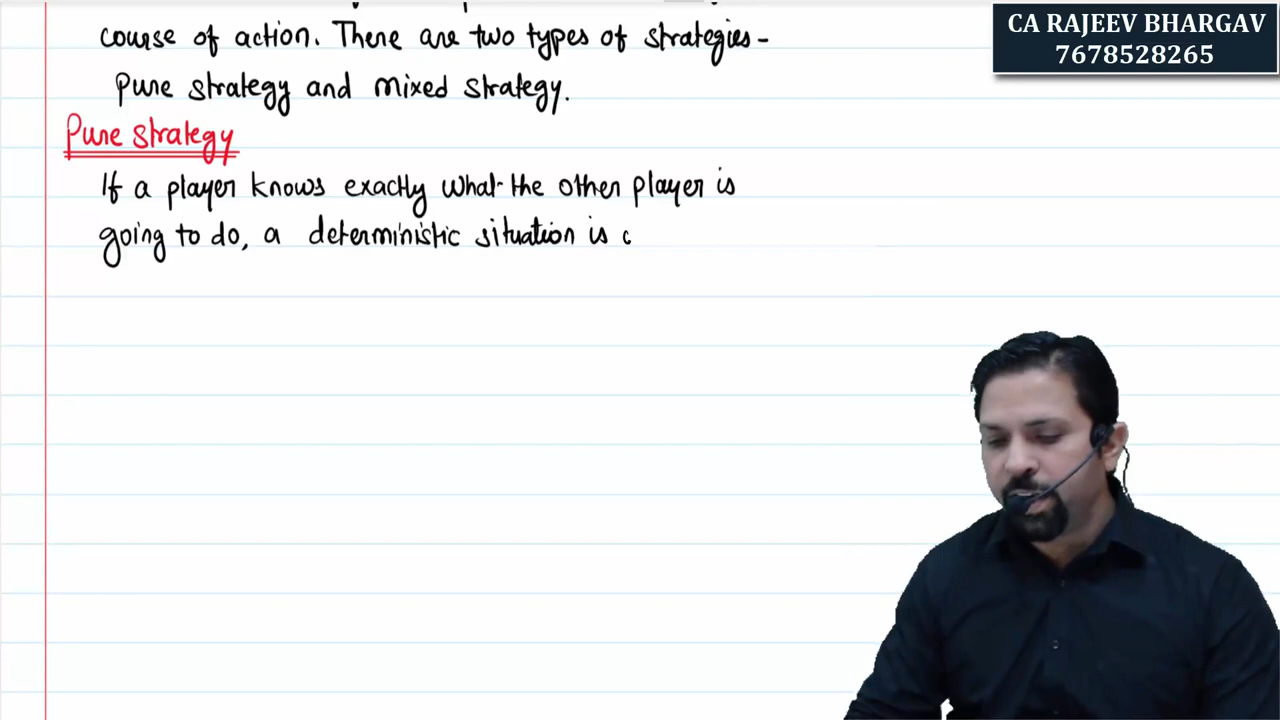 course of action. There are two types of strategies-
pure strategy and mixed strategy.
Pure strategy
If a player knows exactly what the other player is
going to do, a deterministic situation is
CA RAJEEV BHARGAV
7678528265